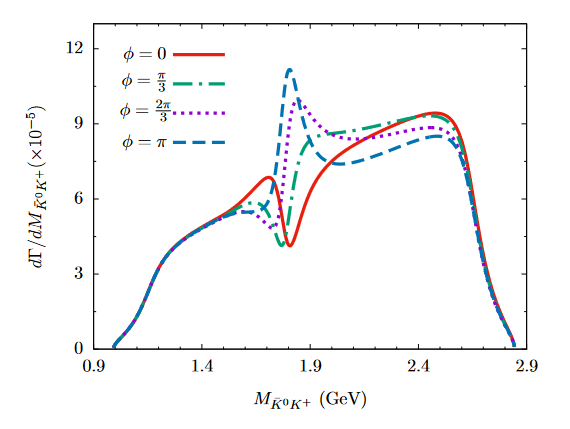 12
9
6
3
0
0.9 1.4 1.9 2.4 2.9
dΓ/dM_{K̄⁰K⁺}(×10⁻⁵)
M_{K̄⁰K⁺} (GeV)
ϕ = 0
ϕ = π/3
ϕ = 2π/3
ϕ = π